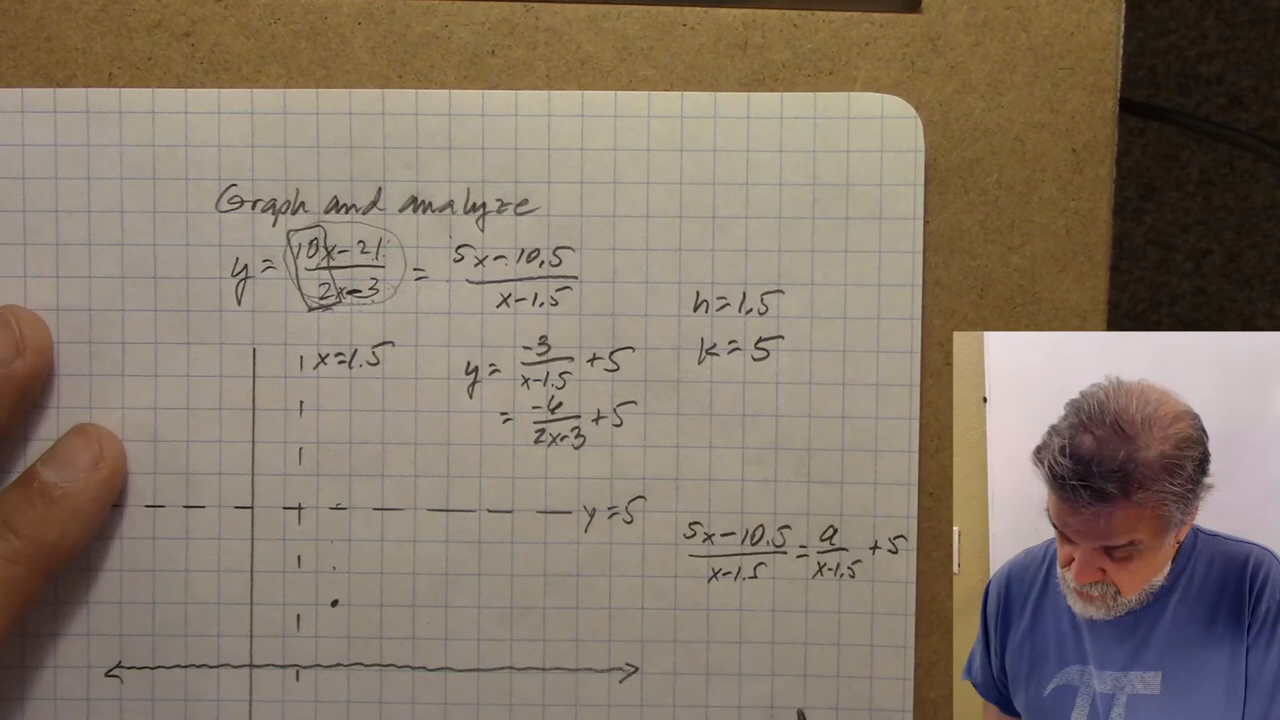 Graph and analyze
y = 10x-21/2x-3 = 5x-10.5/x-1.5
h=1.5
k=5
x=1.5
y = -3/x-1.5 +5
= -6/2x-3 +5
y=5
5x-10.5/x-1.5 = a/x-1.5 +5